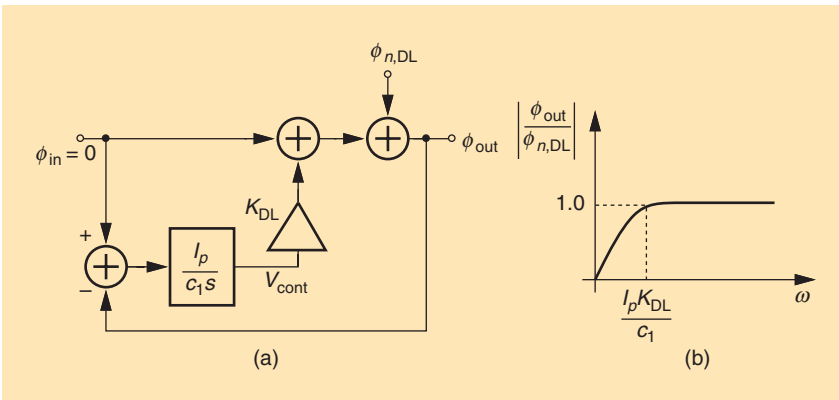 ϕn,DL
ϕin = 0
ϕout
KDL
+
−
Ip
c1s
Vcont
(a)
|ϕout
ϕn,DL|
1.0
IpKDL
c1
ω
(b)